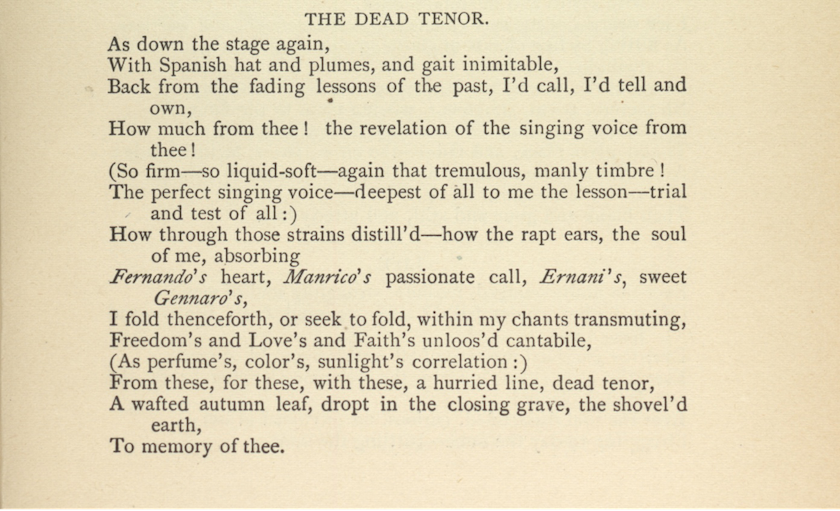 THE DEAD TENOR.
As down the stage again,
With Spanish hat and plumes, and gait inimitable,
Back from the fading lessons of the past, I'd call, I'd tell and
own,
How much from thee! the revelation of the singing voice from
thee!
(So firm—so liquid-soft—again that tremulous, manly timbre!
The perfect singing voice—deepest of all to me the lesson—trial
and test of all:)
How through those strains distill'd—how the rapt ears, the soul
of me, absorbing
Fernando's heart, Manrico's passionate call, Ernani's, sweet
Gennaro's,
I fold thenceforth, or seek to fold, within my chants transmuting,
Freedom's and Love's and Faith's unloos'd cantabile,
(As perfume's, color's, sunlight's correlation:)
From these, for these, with these, a hurried line, dead tenor,
A wafted autumn leaf, dropt in the closing grave, the shovel'd
earth,
To memory of thee.